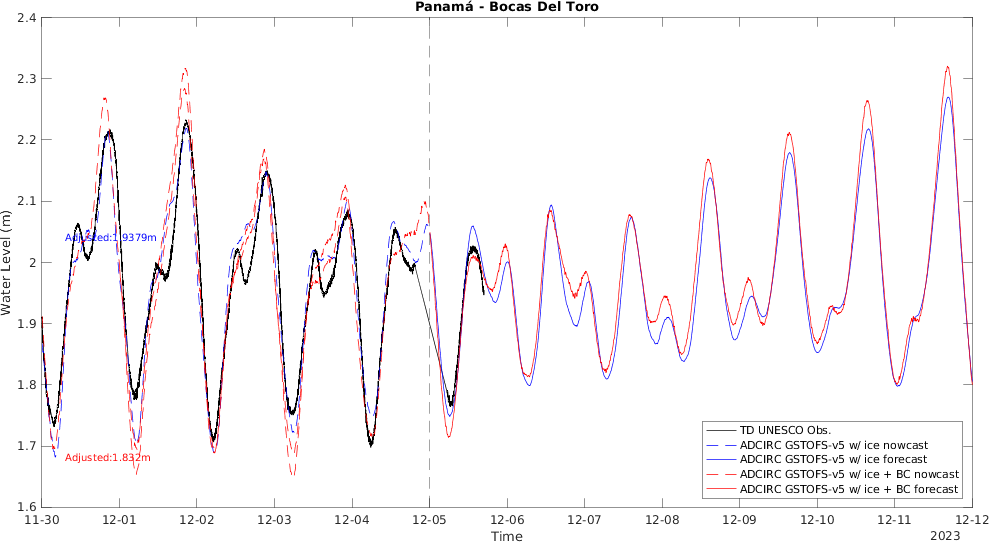 Panamá - Bocas Del Toro
Water Level (m)
2.4
2.3
2.2
2.1
2
1.9
1.8
1.7
1.6
Adjusted:1.9379m
Adjusted:1.832m
TD UNESCO Obs.
ADCIRC GSTOFS-v5 w/ ice nowcast
ADCIRC GSTOFS-v5 w/ ice forecast
ADCIRC GSTOFS-v5 w/ ice + BC nowcast
ADCIRC GSTOFS-v5 w/ ice + BC forecast
11-30 12-01 12-02 12-03 12-04 12-05 12-06 12-07 12-08 12-09 12-10 12-11 12-12
Time
2023